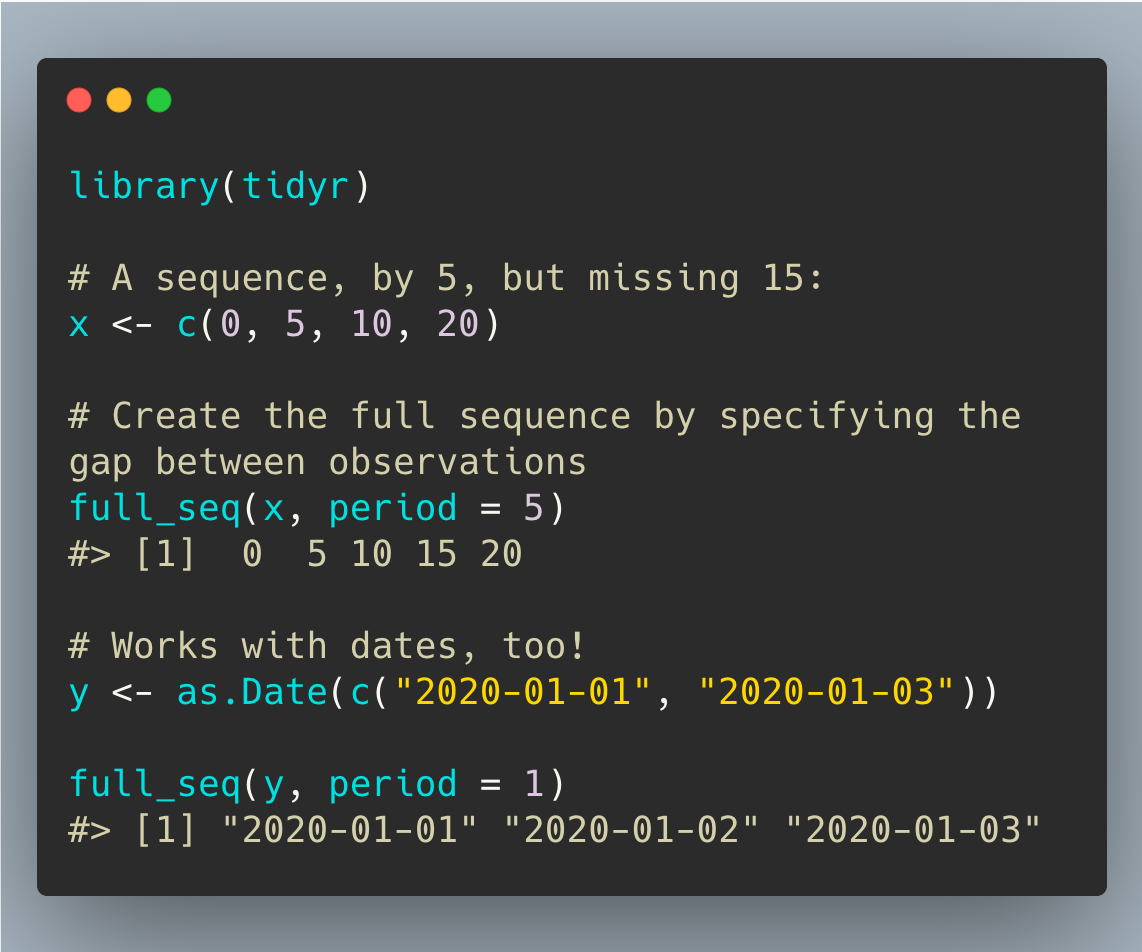 library(tidyr)
# A sequence, by 5, but missing 15:
x <- c(0, 5, 10, 20)
# Create the full sequence by specifying the
gap between observations
full_seq(x, period = 5)
#> [1]  0  5 10 15 20
# Works with dates, too!
y <- as.Date(c("2020-01-01", "2020-01-03"))
full_seq(y, period = 1)
#> [1] "2020-01-01" "2020-01-02" "2020-01-03"